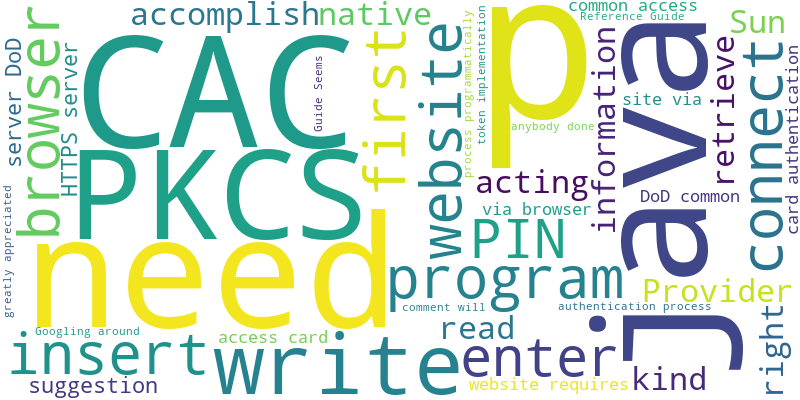 accomplish
native
common access
Reference Guide
Sun
browser
server DoD
HTTPS server
CAC
Guide Seems
first
website
process programmatically
token implementation
p
anybody done
site via
information
java
retrieve
connect
card authentication
PKCS
acting
via browser
DoD common
PIN
greatly appreciated
need
program
Provider
comment will
authentication process
Googling around
access card
read
right
insert
write
enter
kind
suggestion
website requires